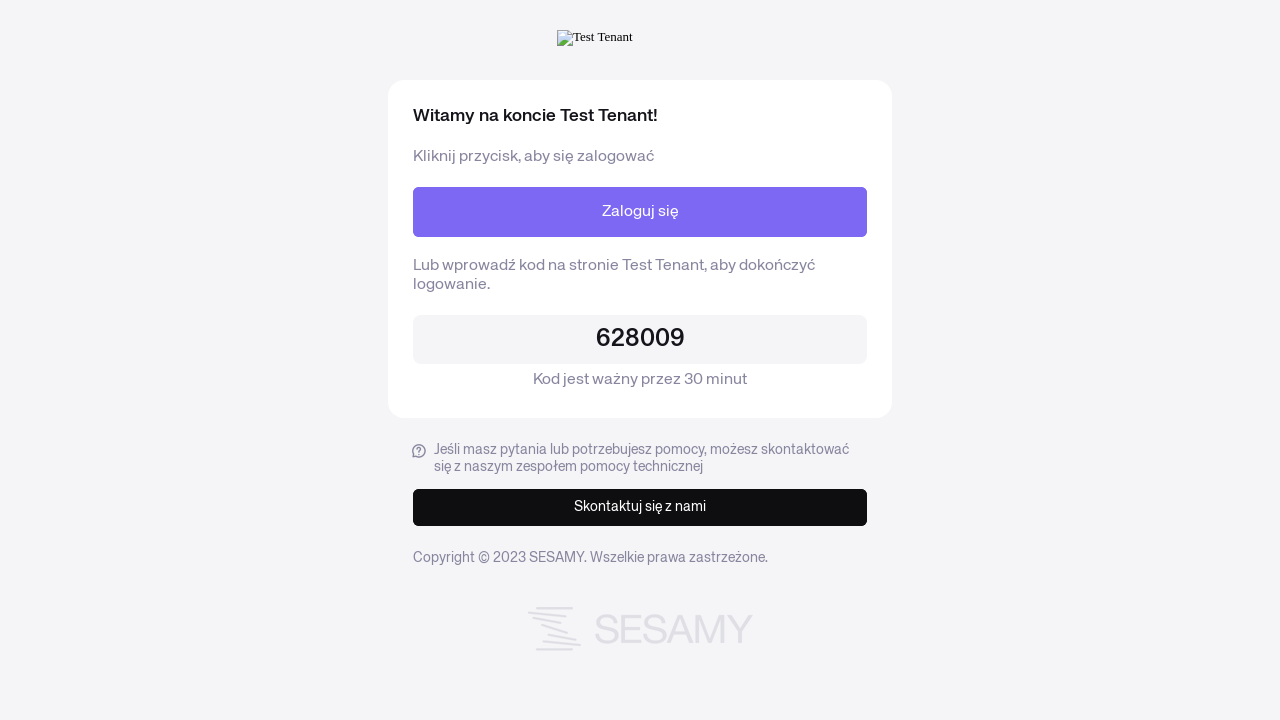 Test Tenant
Witamy na koncie Test Tenant!
Kliknij przycisk, aby się zalogować
Zaloguj się
Lub wprowadź kod na stronie Test Tenant, aby dokończyć
logowanie.
628009
Kod jest ważny przez 30 minut
Jeśli masz pytania lub potrzebujesz pomocy, możesz skontaktować
się z naszym zespołem pomocy technicznej
Skontaktuj się z nami
Copyright © 2023 SESAMY. Wszelkie prawa zastrzeżone.
SESAMY